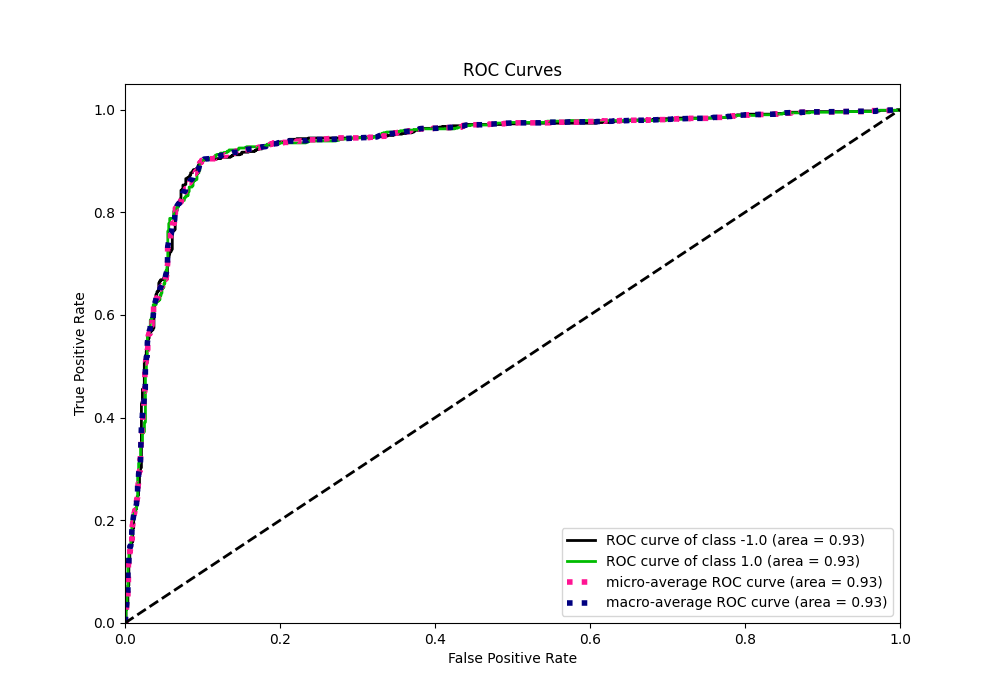 ROC Curves
True Positive Rate
1.0
0.8
0.6
0.4
0.2
0.0
ROC curve of class -1.0 (area = 0.93)
ROC curve of class 1.0 (area = 0.93)
micro-average ROC curve (area = 0.93)
macro-average ROC curve (area = 0.93)
0.0 0.2 0.4 0.6 0.8 1.0
False Positive Rate